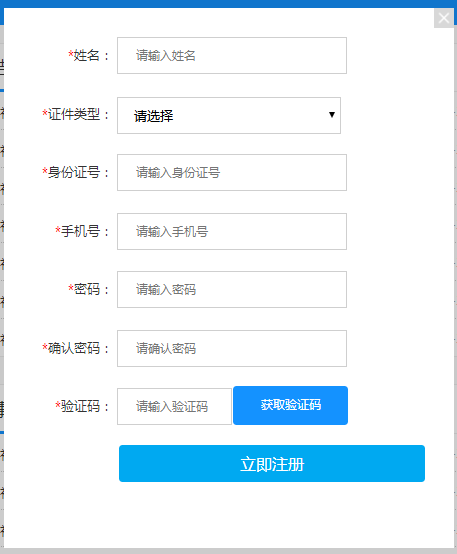 *姓名： 请输入姓名
*证件类型： 请选择
*身份证号： 请输入身份证号
*手机号： 请输入手机号
*密码： 请输入密码
*确认密码： 请确认密码
*验证码： 请输入验证码 获取验证码
立即注册